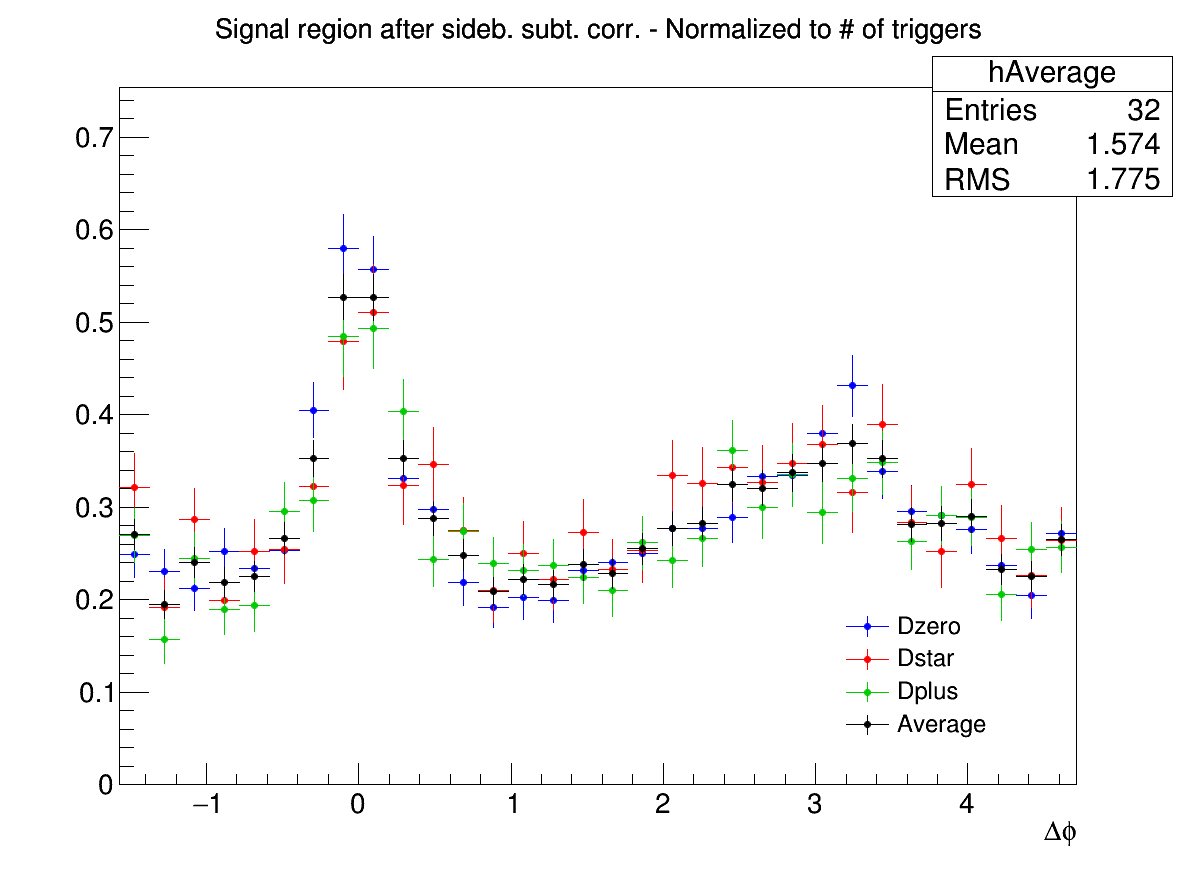 Signal region after sideb. subt. corr. - Normalized to # of triggers
hAverage
Entries 32
Mean 1.574
RMS 1.775
0.7
0.6
0.5
0.4
0.3
0.2
0.1
0
Dzero
Dstar
Dplus
Average
−1 0 1 2 3 4
Δϕ